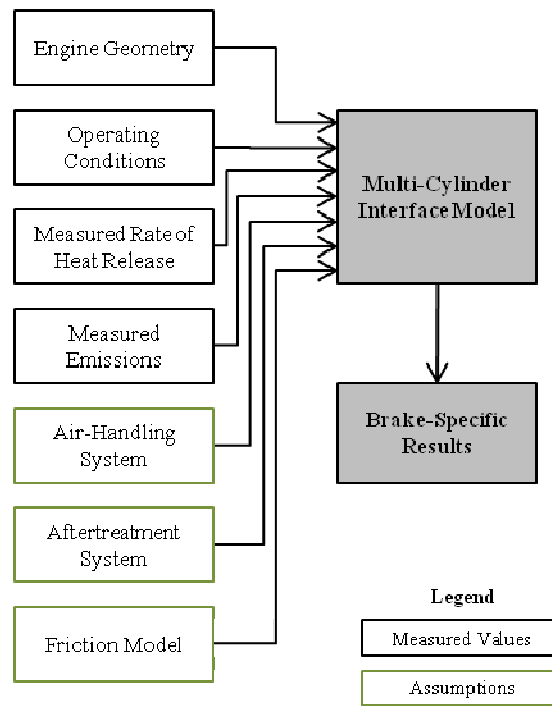 Engine Geometry
Operating
Conditions
Measured Rate of
Heat Release
Measured
Emissions
Air-Handling
System
Aftertreatment
System
Friction Model
Multi-Cylinder
Interface Model
Brake-Specific
Results
Legend
Measured Values
Assumptions